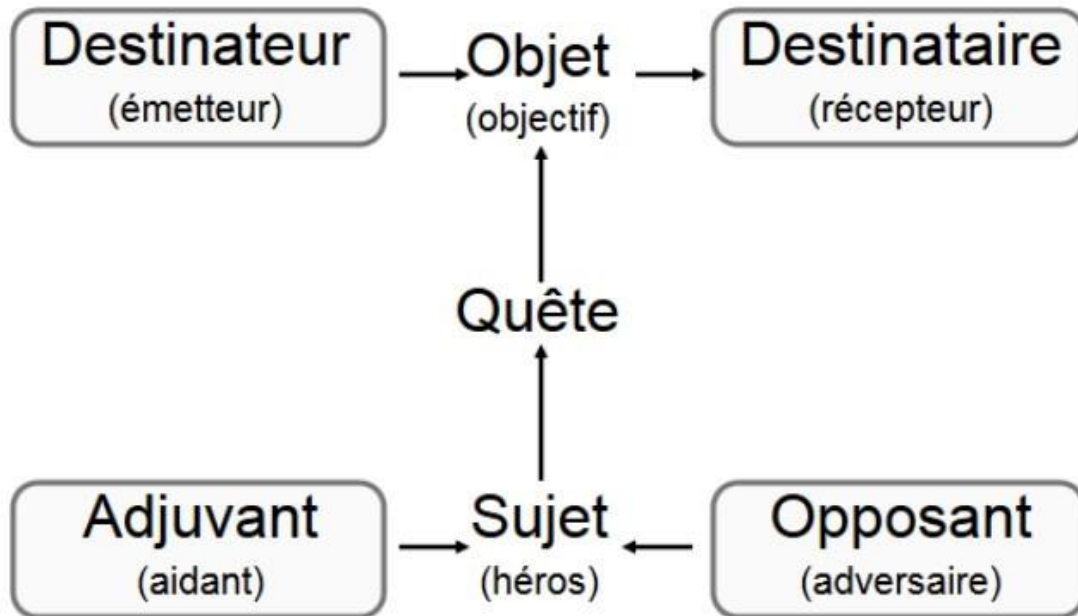 Destinateur
(émetteur)
Objet
(objectif)
Destinataire
(récepteur)
Quête
Adjuvant
(aidant)
Sujet
(héros)
Opposant
(adversaire)